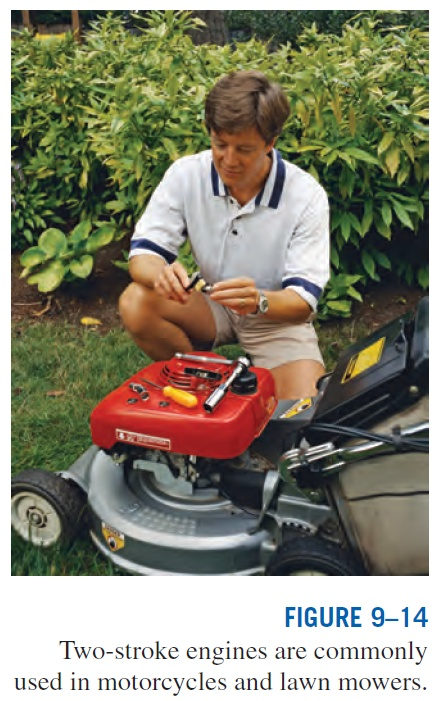 FIGURE 9–14
Two-stroke engines are commonly
used in motorcycles and lawn mowers.